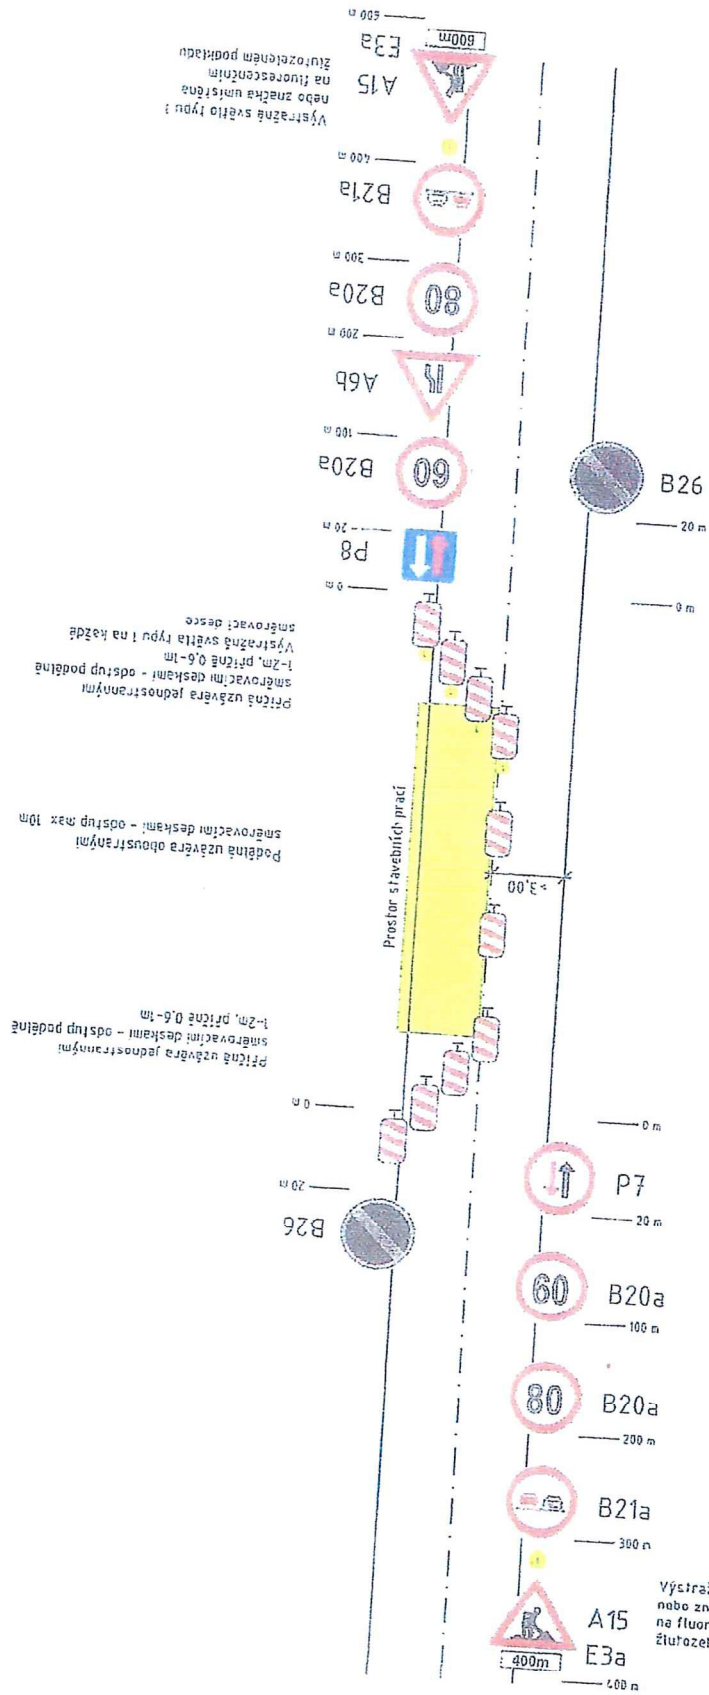 600 m
600m
E3a
A15
Výstražné světlo typu 1
nebo značka umístěná
na fluorescenčním
žlutozeleném podkladu
400 m
B21a
300 m
80
B20a
200 m
A6b
100 m
60
B20a
20 m
P8
0 m
B26
20 m
0 m
Příčná uzávěra jednostrannými
směrovacími deskami - odstup podélně
1-2m, příčně 0,6-1m
Výstražná světla typu 1 na každé
směrovací desce
Podélná uzávěra oboustrannými
směrovacími deskami - odstup max 10m
Prostor stavebních prací
3,00
Příčná uzávěra jednostrannými
směrovacími deskami - odstup podélně
1-2m, příčně 0,6-1m
0 m
20 m
B26
0 m
P7
20 m
60
B20a
100 m
80
B20a
200 m
B21a
300 m
A15
E3a
400m
400 m
nebo
na